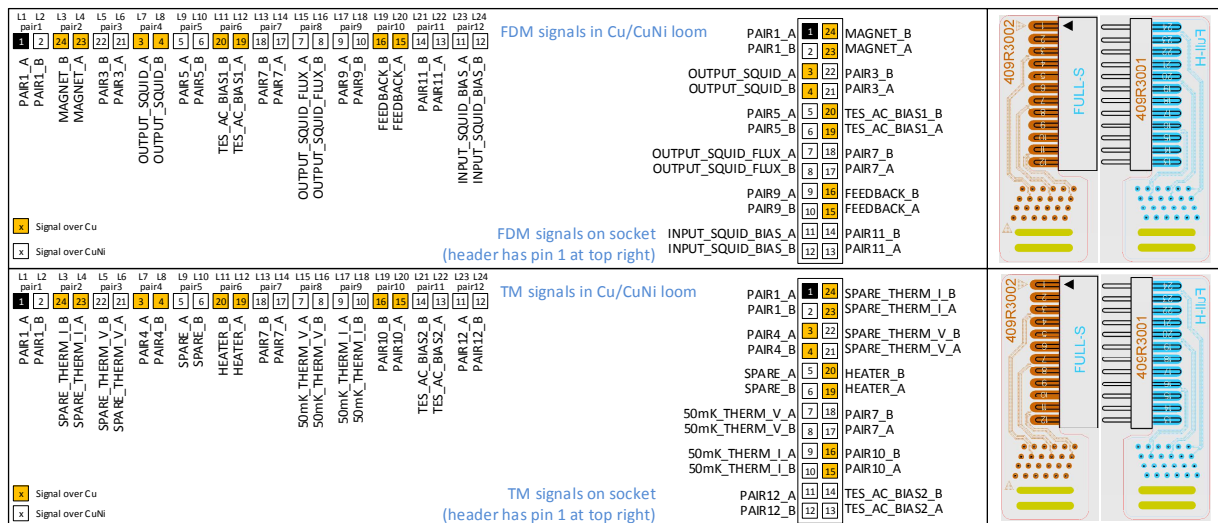 L1 L2 L3 L4 L5 L6 L7 L8 L9 L10 L11 L12 L13 L14 L15 L16 L17 L18 L19 L20 L21 L22 L23 L24
pair1 pair2 pair3 pair4 pair5 pair6 pair7 pair8 pair9 pair10 pair11 pair12
1 2 24 23 22 21 3 4 5 6 20 19 18 17 7 8 9 10 16 15 14 13 11 12
PAIR1_A
PAIR1_B
MAGNET_B
MAGNET_A
PAIR3_B
PAIR3_A
OUTPUT_SQUID_A
OUTPUT_SQUID_B
PAIR5_A
PAIR5_B
TES_AC_BIAS1_B
TES_AC_BIAS1_A
PAIR7_B
PAIR7_A
OUTPUT_SQUID_FLUX_A
OUTPUT_SQUID_FLUX_B
PAIR9_A
PAIR9_B
FEEDBACK_B
FEEDBACK_A
PAIR11_B
PAIR11_A
INPUT_SQUID_BIAS_A
INPUT_SQUID_BIAS_B
FDM signals in Cu/CuNi loom
x Signal over Cu
x Signal over CuNi
FDM signals on socket
(header has pin 1 at top right)
PAIR1_A 1 24 MAGNET_B
PAIR1_B 2 23 MAGNET_A
OUTPUT_SQUID_A 3 22 PAIR3_B
OUTPUT_SQUID_B 4 21 PAIR3_A
PAIR5_A 5 20 TES_AC_BIAS1_B
PAIR5_B 6 19 TES_AC_BIAS1_A
OUTPUT_SQUID_FLUX_A 7 18 PAIR7_B
OUTPUT_SQUID_FLUX_B 8 17 PAIR7_A
PAIR9_A 9 16 FEEDBACK_B
PAIR9_B 10 15 FEEDBACK_A
INPUT_SQUID_BIAS_A 11 14 PAIR11_B
INPUT_SQUID_BIAS_B 12 13 PAIR11_A
409R3002
FULL-S
409R3001
Full-H
L1 L2 L3 L4 L5 L6 L7 L8 L9 L10 L11 L12 L13 L14 L15 L16 L17 L18 L19 L20 L21 L22 L23 L24
pair1 pair2 pair3 pair4 pair5 pair6 pair7 pair8 pair9 pair10 pair11 pair12
1 2 24 23 22 21 3 4 5 6 20 19 18 17 7 8 9 10 16 15 14 13 11 12
PAIR1_A
PAIR1_B
SPARE_THERM_I_B
SPARE_THERM_I_A
SPARE_THERM_V_B
SPARE_THERM_V_A
PAIR4_A
PAIR4_B
SPARE_A
SPARE_B
HEATER_B
HEATER_A
PAIR7_B
PAIR7_A
50mK_THERM_V_A
50mK_THERM_V_B
50mK_THERM_I_A
50mK_THERM_I_B
PAIR10_B
PAIR10_A
TES_AC_BIAS2_B
TES_AC_BIAS2_A
PAIR12_A
PAIR12_B
TM signals in Cu/CuNi loom
x Signal over Cu
x Signal over CuNi
TM signals on socket
(header has pin 1 at top right)
PAIR1_A 1 24 SPARE_THERM_I_B
PAIR1_B 2 23 SPARE_THERM_I_A
PAIR4_A 3 22 SPARE_THERM_V_B
PAIR4_B 4 21 SPARE_THERM_V_A
SPARE_A 5 20 HEATER_B
SPARE_B 6 19 HEATER_A
50mK_THERM_V_A 7 18 PAIR7_B
50mK_THERM_V_B 8 17 PAIR7_A
50mK_THERM_I_A 9 16 PAIR10_B
50mK_THERM_I_B 10 15 PAIR10_A
PAIR12_A 11 14 TES_AC_BIAS2_B
PAIR12_B 12 13 TES_AC_BIAS2_A
409R3002
FULL-S
409R3001
Full-H